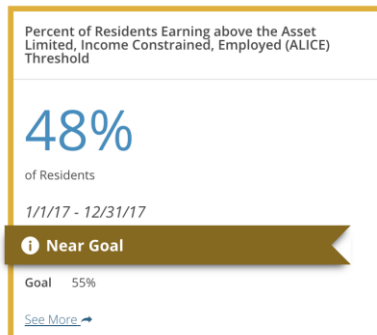 Percent of Residents Earning above the Asset
Limited, Income Constrained, Employed (ALICE)
Threshold
48%
of Residents
1/1/17 - 12/31/17
Near Goal
Goal 55%
See More